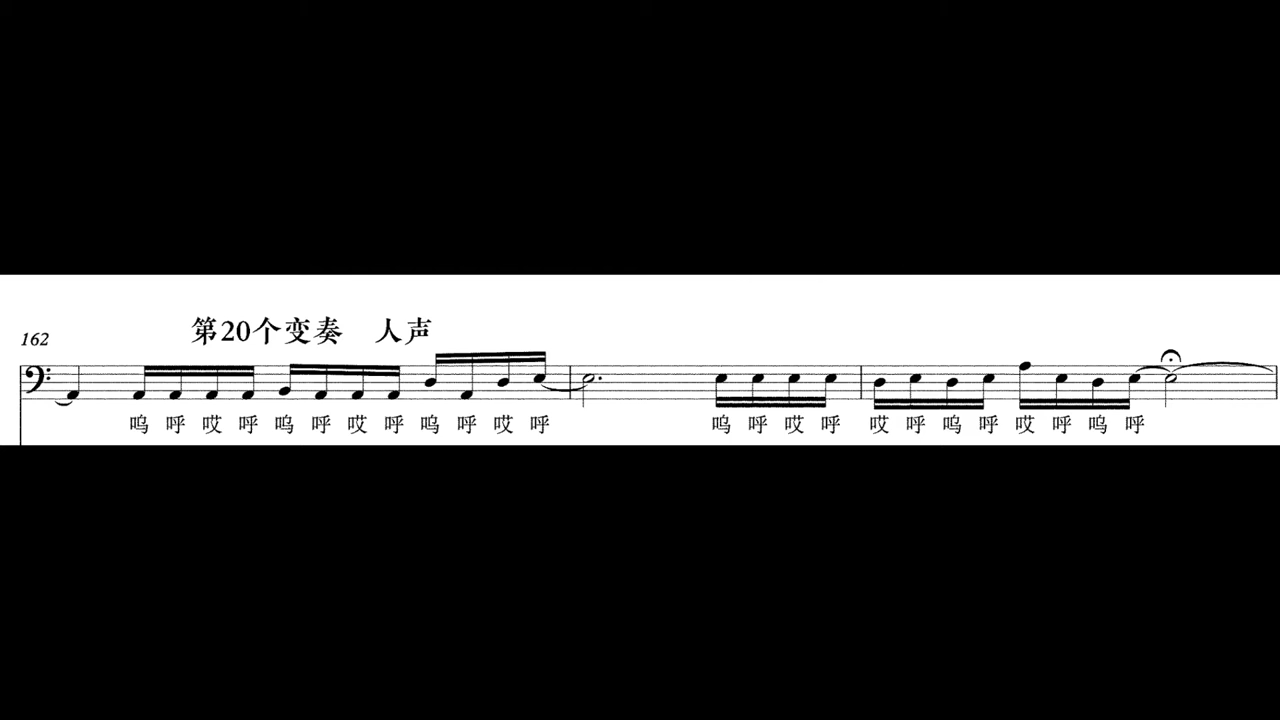 162
第20个变奏 人声
呜 呼 哎 呼 呜 呼 哎 呼 呜 呼 哎 呼 呜 呼 哎 呼 哎 呼 呜 呼 哎 呼 呜 呼